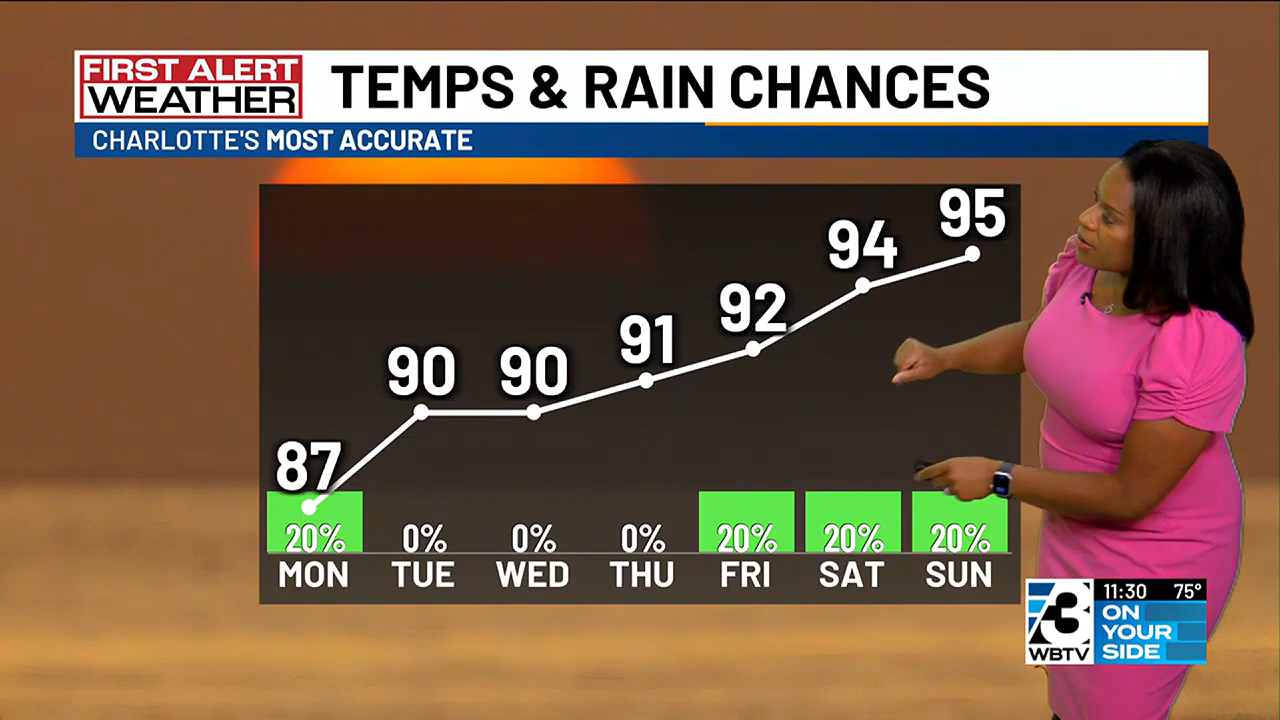 FIRST ALERT
WEATHER
TEMPS & RAIN CHANCES
CHARLOTTE'S MOST ACCURATE
87
90
90
91
92
94
95
20%
0%
0%
0%
20%
20%
20%
MON
TUE
WED
THU
FRI
SAT
SUN
3
WBTV
11:30 75°
ON
YOUR
SIDE